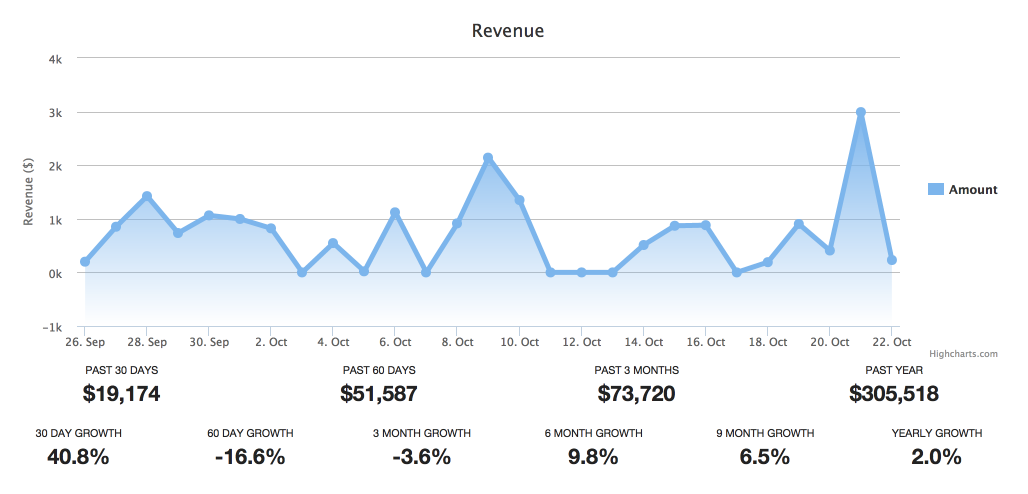 Revenue
4k
3k
2k
1k
0k
−1k
Revenue ($)
Amount
26. Sep 28. Sep 30. Sep 2. Oct 4. Oct 6. Oct 8. Oct 10. Oct 12. Oct 14. Oct 16. Oct 18. Oct 20. Oct 22. Oct
Highcharts.com
PAST 30 DAYS PAST 60 DAYS PAST 3 MONTHS PAST YEAR
$19,174 $51,587 $73,720 $305,518
30 DAY GROWTH 60 DAY GROWTH 3 MONTH GROWTH 6 MONTH GROWTH 9 MONTH GROWTH YEARLY GROWTH
40.8% -16.6% -3.6% 9.8% 6.5% 2.0%